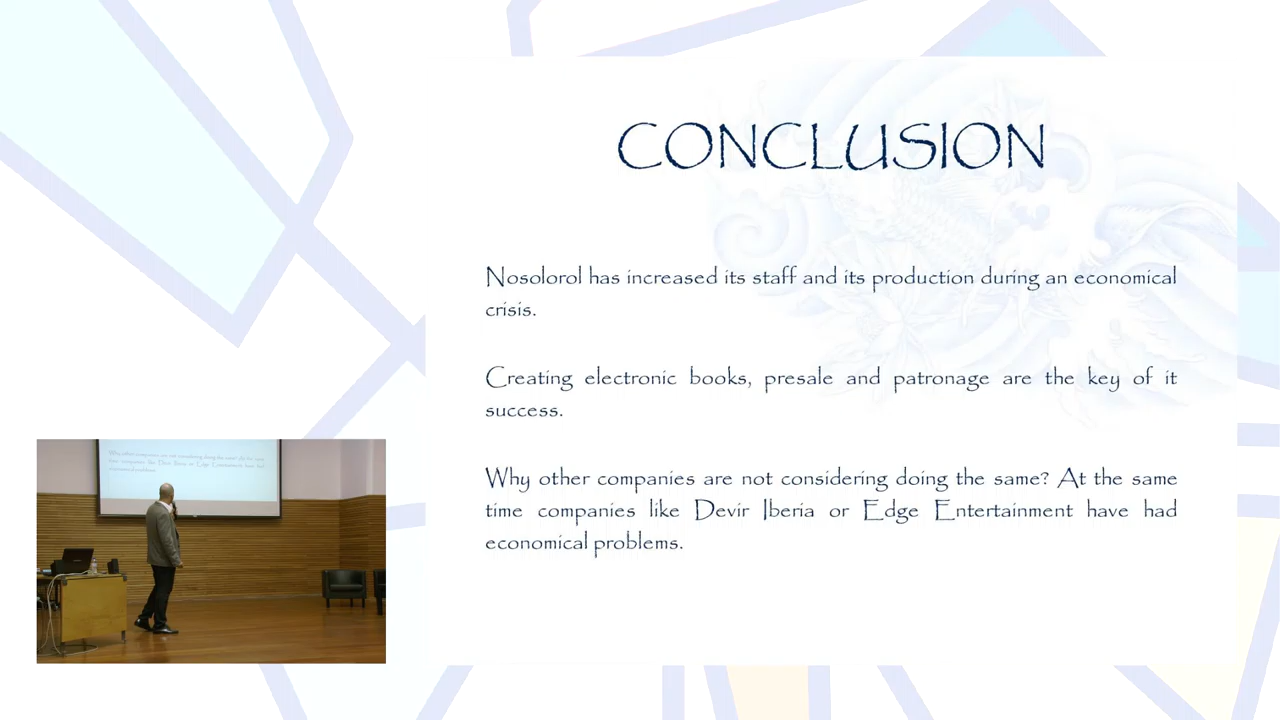 CONCLUSION
Nosolorol has increased its staff and its production during an economical
crisis.
Creating electronic books, presale and patronage are the key of it
success.
Why other companies are not considering doing the same? At the same
time companies like Devir Iberia or Edge Entertainment have had
economical problems.